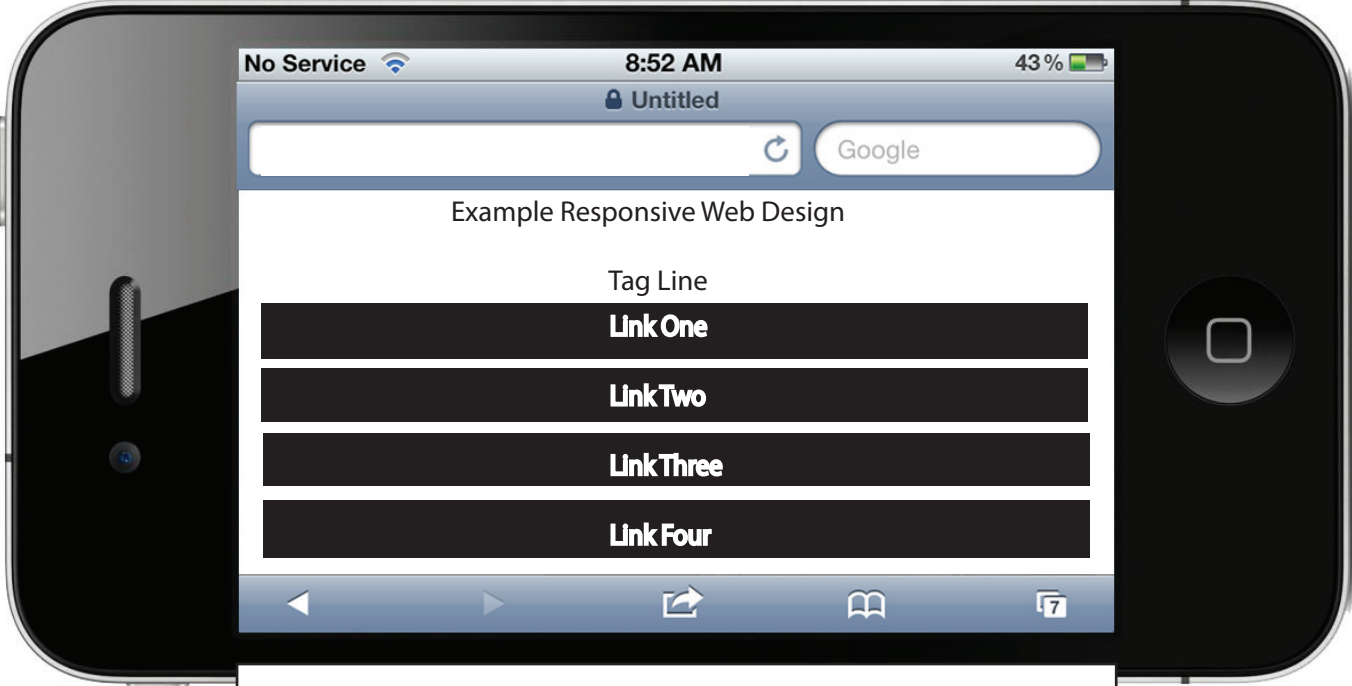 No Service 8:52 AM 43%
Untitled
Google
Example Responsive Web Design
Tag Line
Link One
Link Two
Link Three
Link Four
7